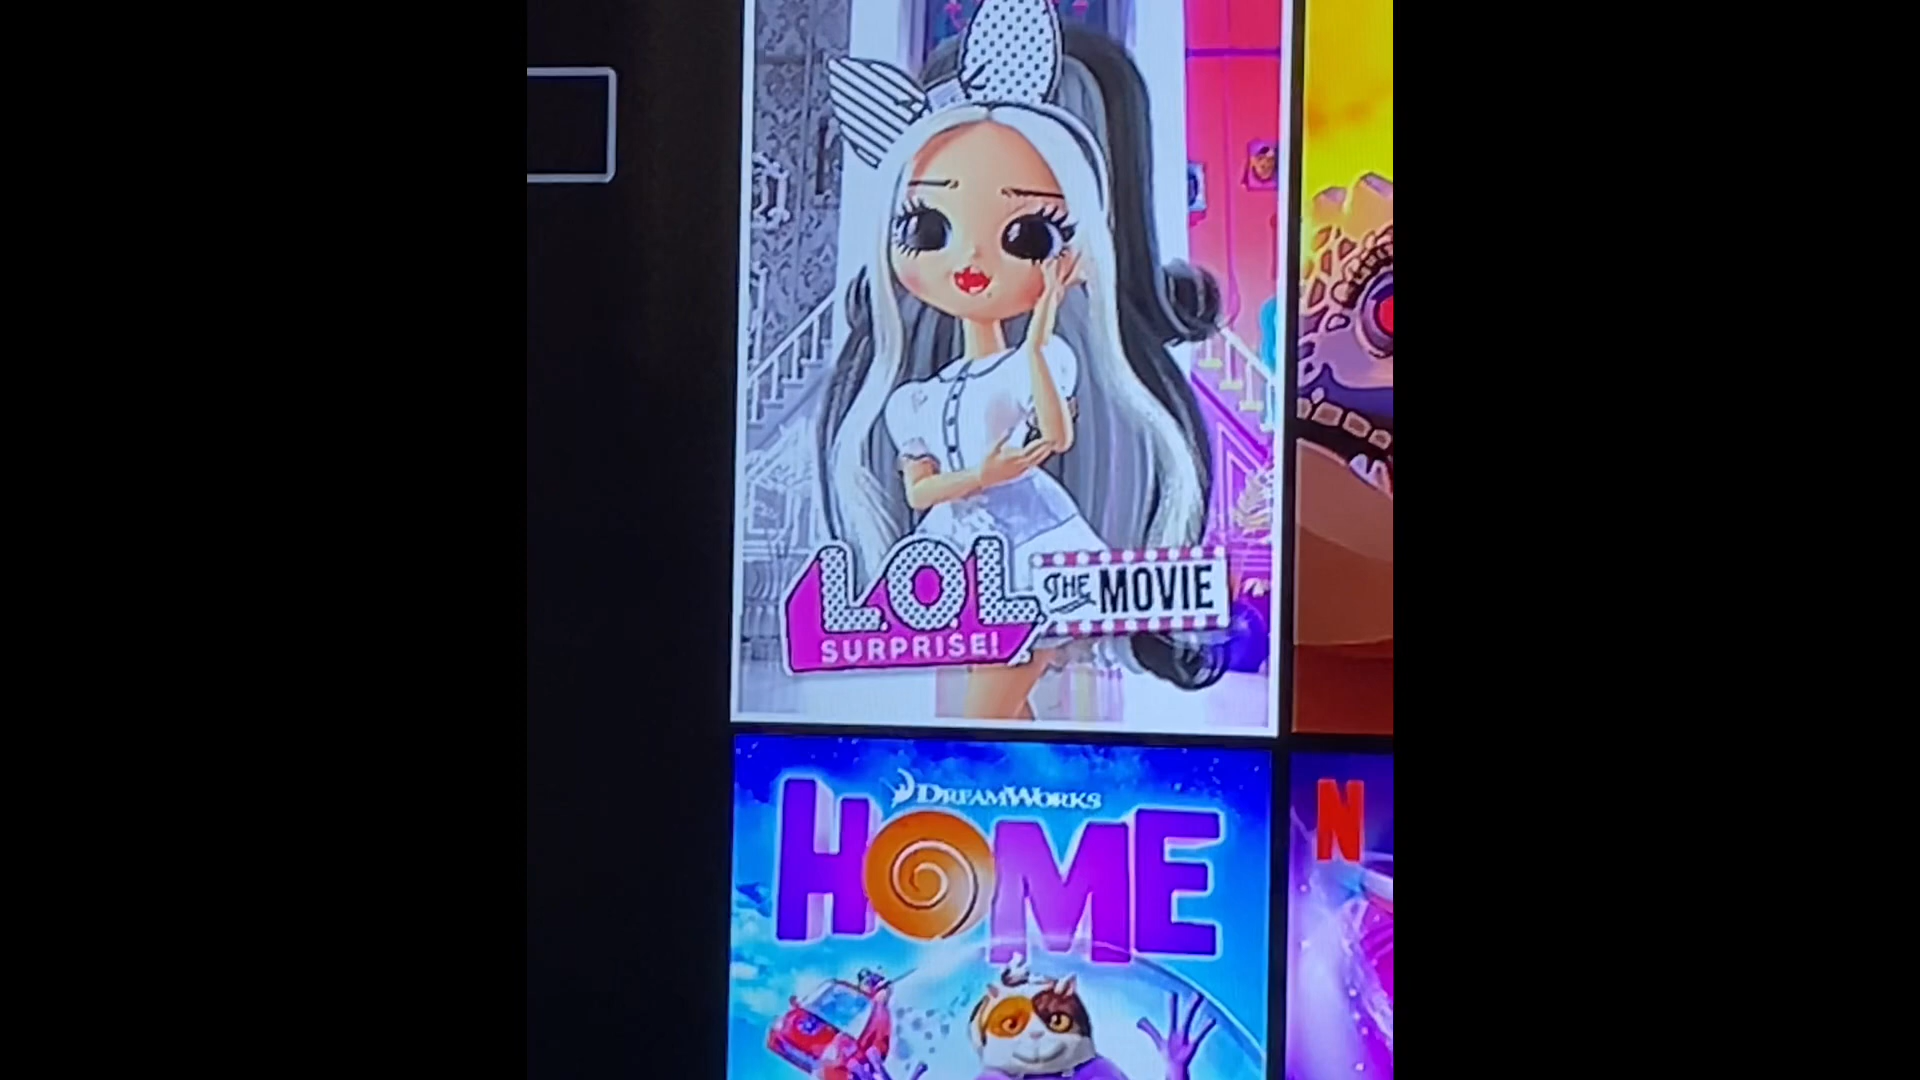 L.O.L.
SURPRISE!
THE MOVIE
DREAMWORKS
HOME
N